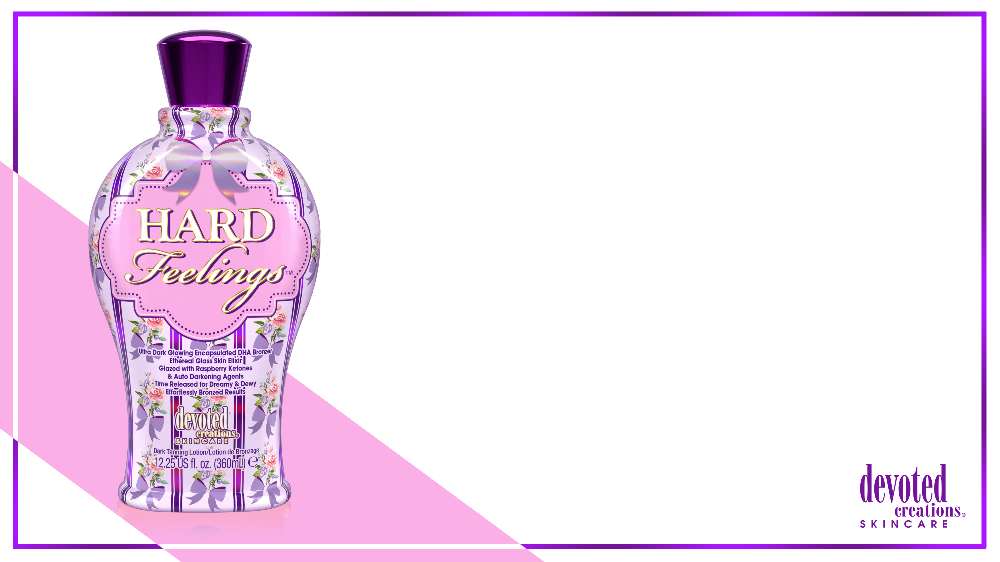 HARD
Feelings™
Ultra Dark Glowing Encapsulated DHA Bronzer
Ethereal Glass Skin Elixir
Glazed with Raspberry Ketones
& Auto Darkening Agents
Time Released for Dreamy & Dewy
Effortlessly Bronzed Results
devoted
creations®
SKINCARE
Dark Tanning Lotion/Lotion de Bronzage
12.25 US fl. oz. (360mL) ℮
devoted
creations®
SKINCARE